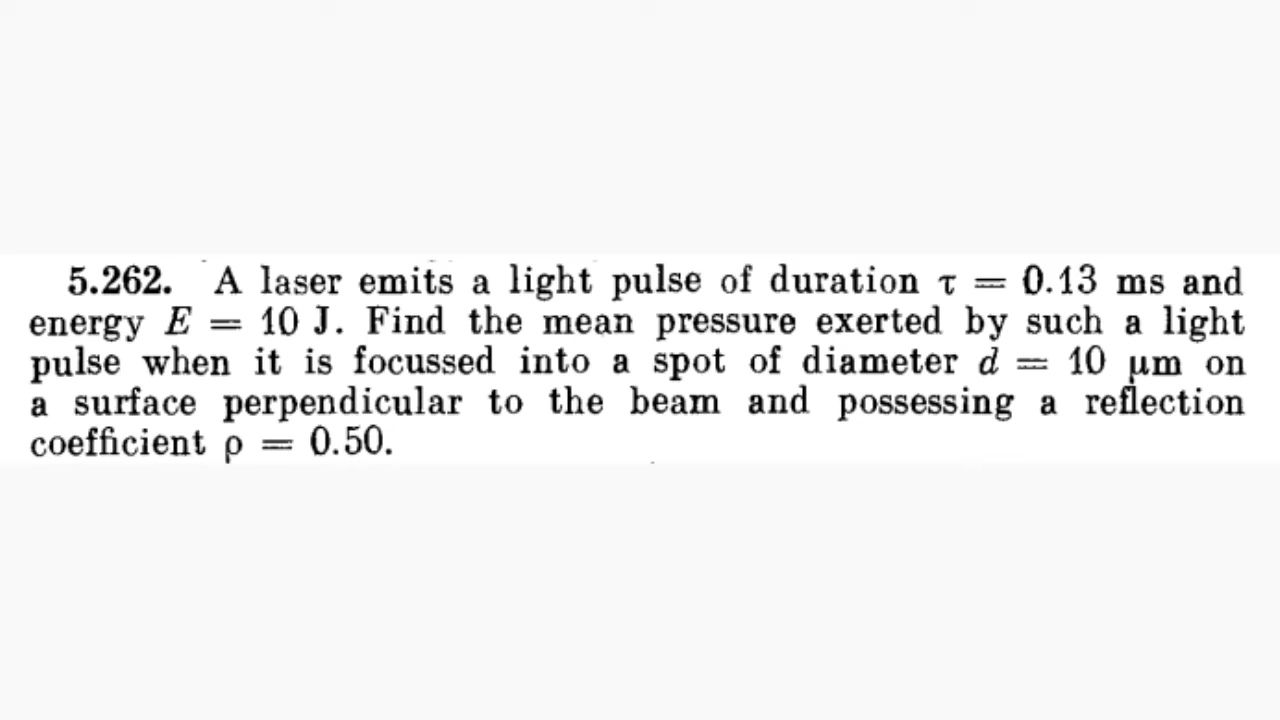 5.262. A laser emits a light pulse of duration τ = 0.13 ms and
energy E = 10 J. Find the mean pressure exerted by such a light
pulse when it is focussed into a spot of diameter d = 10 μm on
a surface perpendicular to the beam and possessing a reflection
coefficient ρ = 0.50.